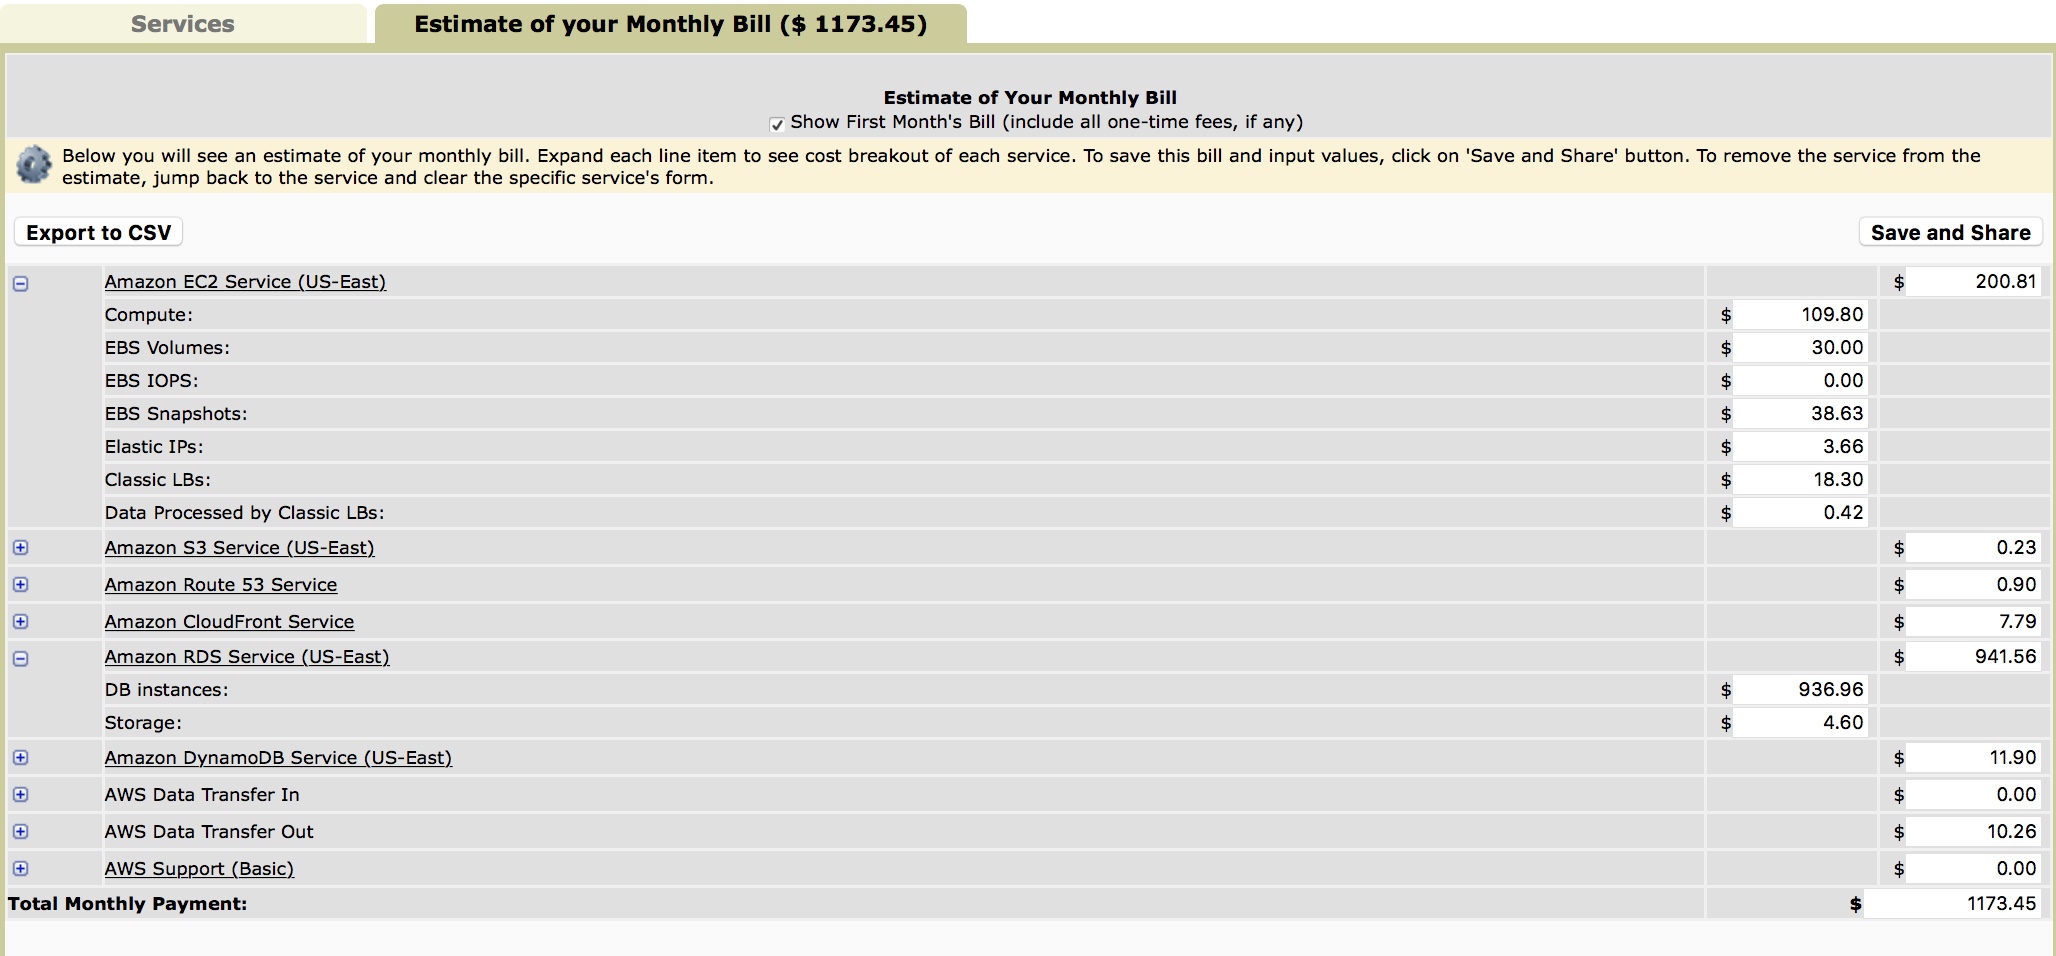 Services
Estimate of your Monthly Bill ($ 1173.45)
Estimate of Your Monthly Bill
Show First Month's Bill (include all one-time fees, if any)
Below you will see an estimate of your monthly bill. Expand each line item to see cost breakout of each service. To save this bill and input values, click on 'Save and Share' button. To remove the service from the
estimate, jump back to the service and clear the specific service's form.
Export to CSV
Save and Share
Amazon EC2 Service (US-East) $ 200.81
Compute: $ 109.80
EBS Volumes: $ 30.00
EBS IOPS: $ 0.00
EBS Snapshots: $ 38.63
Elastic IPs: $ 3.66
Classic LBs: $ 18.30
Data Processed by Classic LBs: $ 0.42
Amazon S3 Service (US-East) $ 0.23
Amazon Route 53 Service $ 0.90
Amazon CloudFront Service $ 7.79
Amazon RDS Service (US-East) $ 941.56
DB instances: $ 936.96
Storage: $ 4.60
Amazon DynamoDB Service (US-East) $ 11.90
AWS Data Transfer In $ 0.00
AWS Data Transfer Out $ 10.26
AWS Support (Basic) $ 0.00
Total Monthly Payment: $ 1173.45